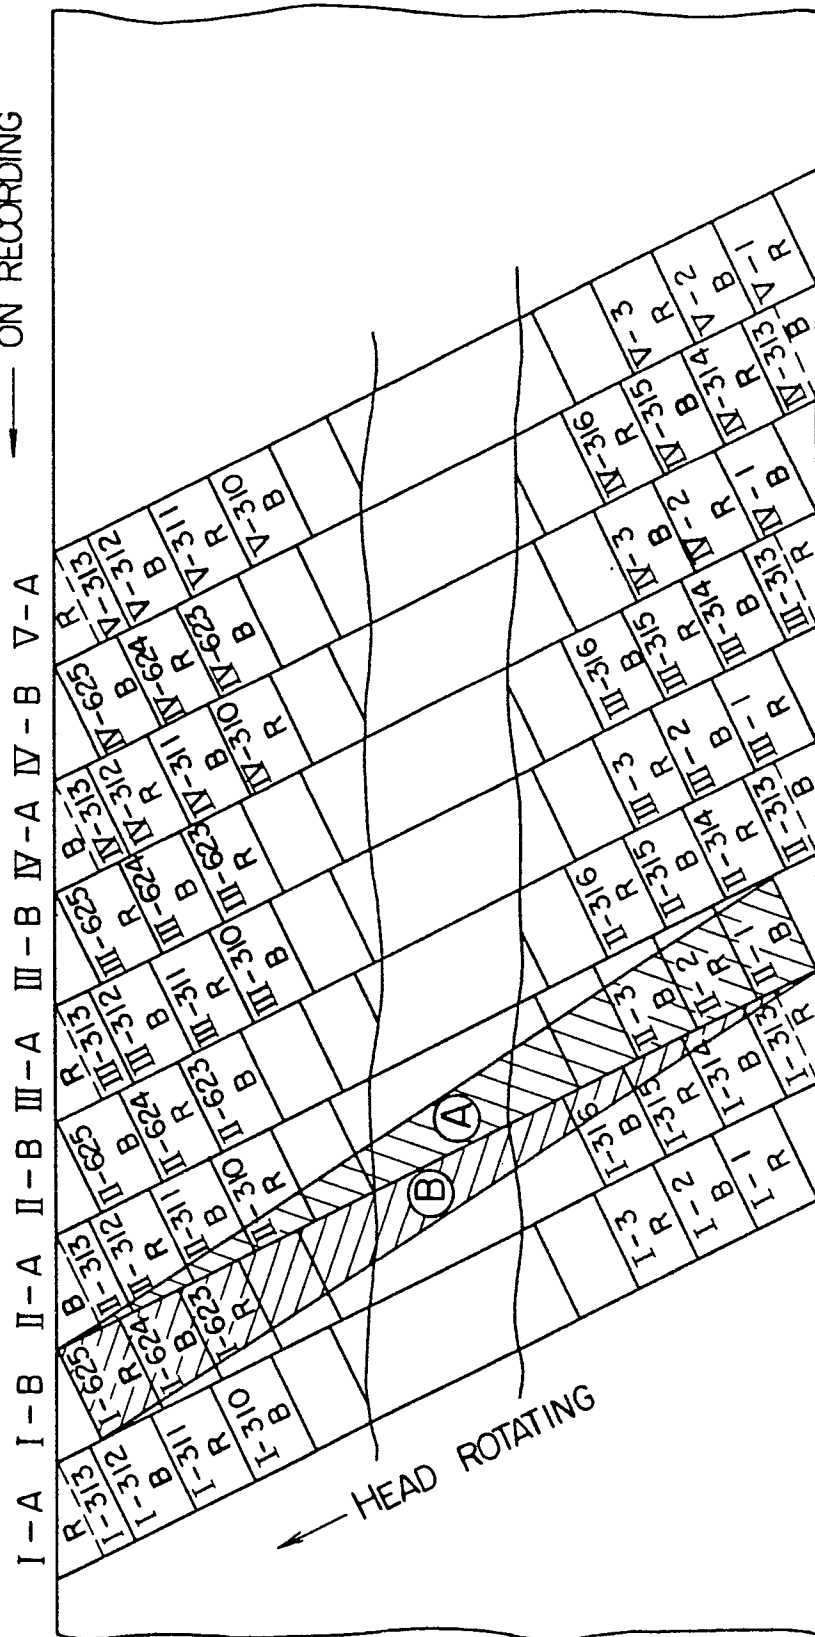 ← ON RECORDING
I-A I-B II-A II-B III-A III-B IV-A IV-B V-A
R
I-313
I-312
B
I-311
R
I-310
B
I-3
R
I-2
B
I-1
R
I-625
R
I-624
B
I-623
R
I-316
B
I-315
R
I-314
B
I-313
R
B
II-313
II-312
R
II-311
B
II-310
R
II-3
B
II-2
R
II-1
B
II-625
B
II-624
R
II-623
B
II-316
R
II-315
B
II-314
R
II-313
B
R
III-313
III-312
B
III-311
R
III-310
B
III-3
R
III-2
B
III-1
R
III-625
R
III-624
B
III-623
R
III-316
B
III-315
R
III-314
B
III-313
R
B
IV-313
IV-312
R
IV-311
B
IV-310
R
IV-3
B
IV-2
R
IV-1
B
IV-625
B
IV-624
R
IV-623
B
IV-316
R
IV-315
B
IV-314
R
IV-313
B
R
V-313
V-312
B
V-311
R
V-310
B
V-3
R
V-2
B
V-1
R
A
B
← HEAD ROTATING